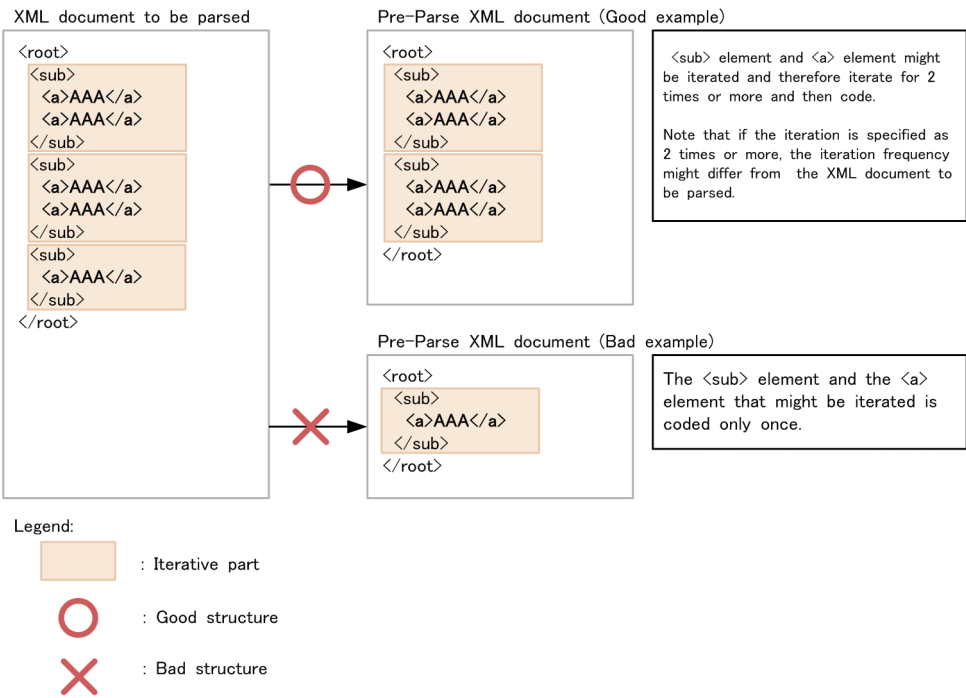 XML document to be parsed
<root>
<sub>
<a>AAA</a>
<a>AAA</a>
</sub>
<sub>
<a>AAA</a>
<a>AAA</a>
</sub>
<sub>
<a>AAA</a>
</sub>
</root>
Pre-Parse XML document (Good example)
<root>
<sub>
<a>AAA</a>
<a>AAA</a>
</sub>
<sub>
<a>AAA</a>
<a>AAA</a>
</sub>
</root>
<sub> element and <a> element might
be iterated and therefore iterate for 2
times or more and then code.
Note that if the iteration is specified as
2 times or more, the iteration frequency
might differ from the XML document to
be parsed.
Pre-Parse XML document (Bad example)
<root>
<sub>
<a>AAA</a>
</sub>
</root>
The <sub> element and the <a>
element that might be iterated is
coded only once.
Legend:
: Iterative part
: Good structure
: Bad structure